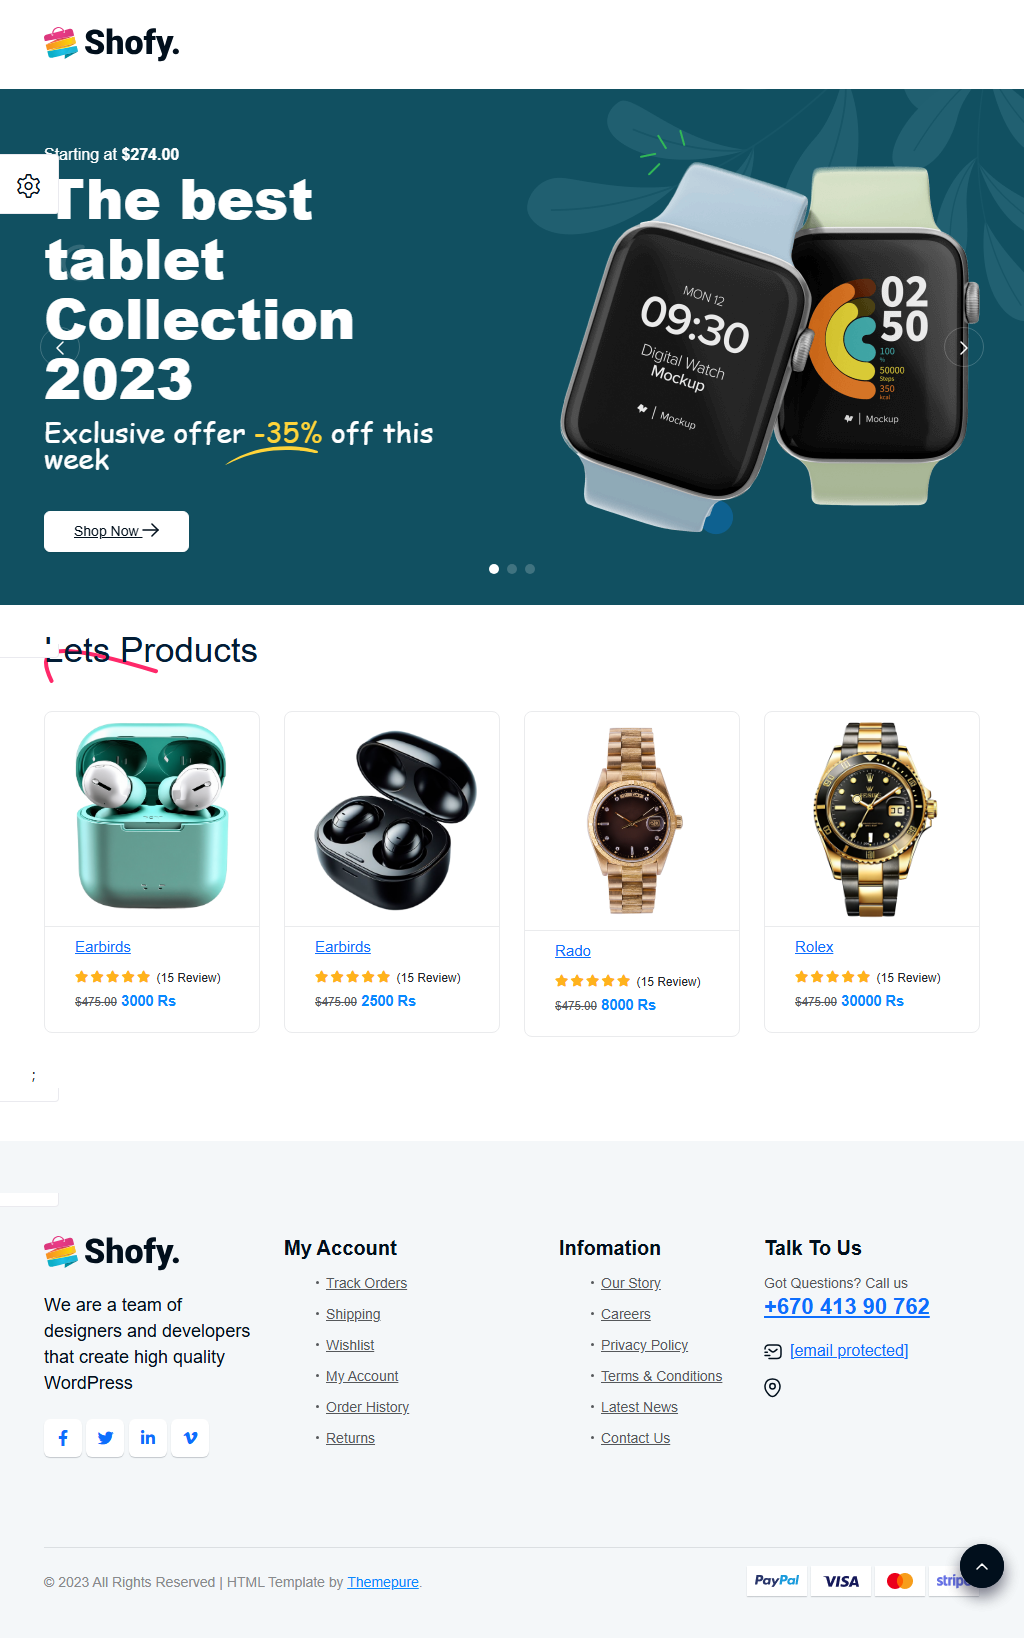 Shofy.
Starting at $274.00
The best
tablet
Collection
2023
Exclusive offer -35% off this
week
Shop Now
MON 12
09:30
Digital Watch
Mockup
Mockup
02
50
100
%
50000
Steps
350
kcal
Mockup
Lets Products
Earbirds
(15 Review)
$475.00 3000 Rs
Earbirds
(15 Review)
$475.00 2500 Rs
Rado
(15 Review)
$475.00 8000 Rs
Rolex
(15 Review)
$475.00 30000 Rs
;
Shofy.
We are a team of
designers and developers
that create high quality
WordPress
My Account
Track Orders
Shipping
Wishlist
My Account
Order History
Returns
Infomation
Our Story
Careers
Privacy Policy
Terms & Conditions
Latest News
Contact Us
Talk To Us
Got Questions? Call us
+670 413 90 762
[email protected]
© 2023 All Rights Reserved | HTML Template by Themepure.
PayPal VISA stripe